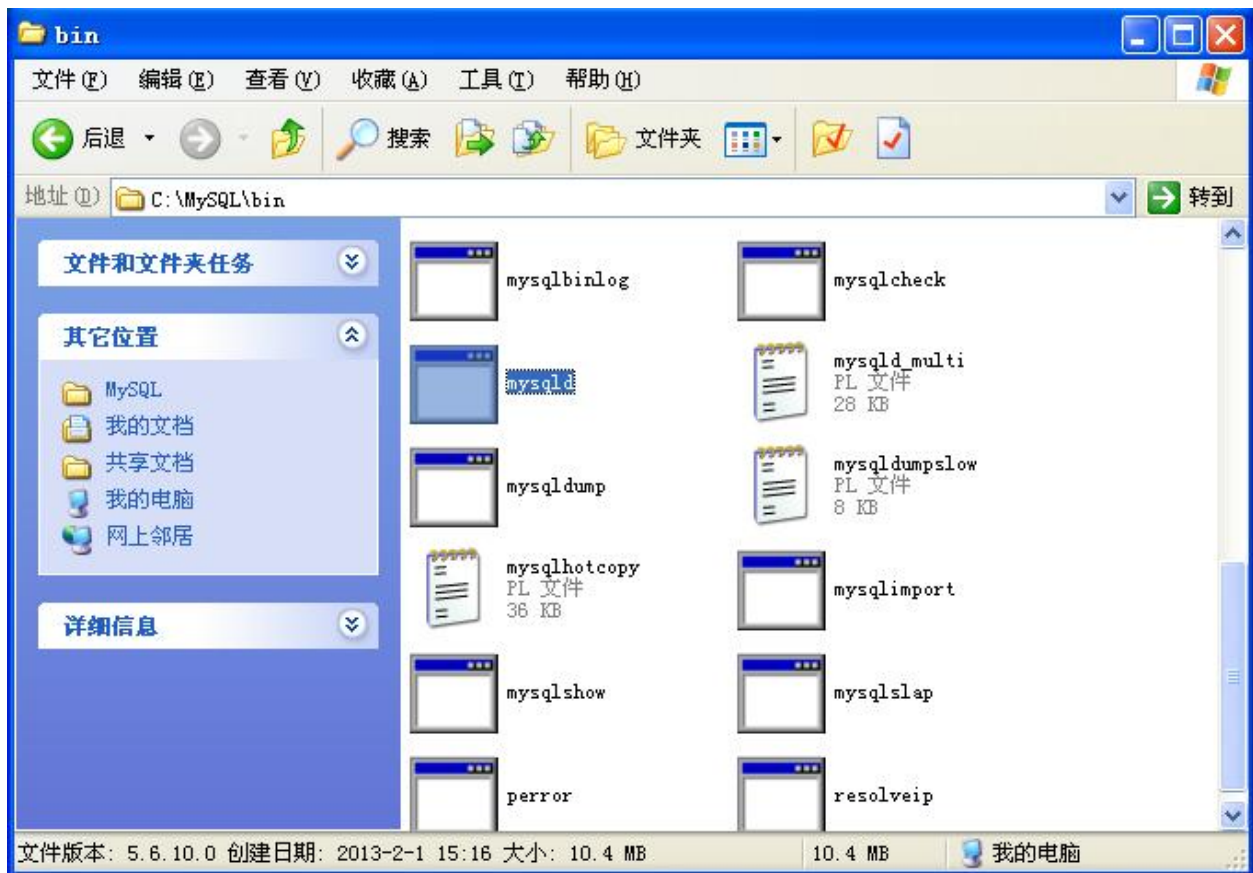 bin
文件(F) 编辑(E) 查看(V) 收藏(A) 工具(T) 帮助(H)
后退 搜索 文件夹
地址(D) C:\MySQL\bin 转到
文件和文件夹任务
其它位置
MySQL
我的文档
共享文档
我的电脑
网上邻居
详细信息
mysqlbinlog
mysqlcheck
mysqld
mysqld_multi
PL 文件
28 KB
mysqldump
mysqldumpslow
PL 文件
8 KB
mysqlhotcopy
PL 文件
36 KB
mysqlimport
mysqlshow
mysqlslap
perror
resolveip
文件版本: 5.6.10.0 创建日期: 2013-2-1 15:16 大小: 10.4 MB 10.4 MB 我的电脑